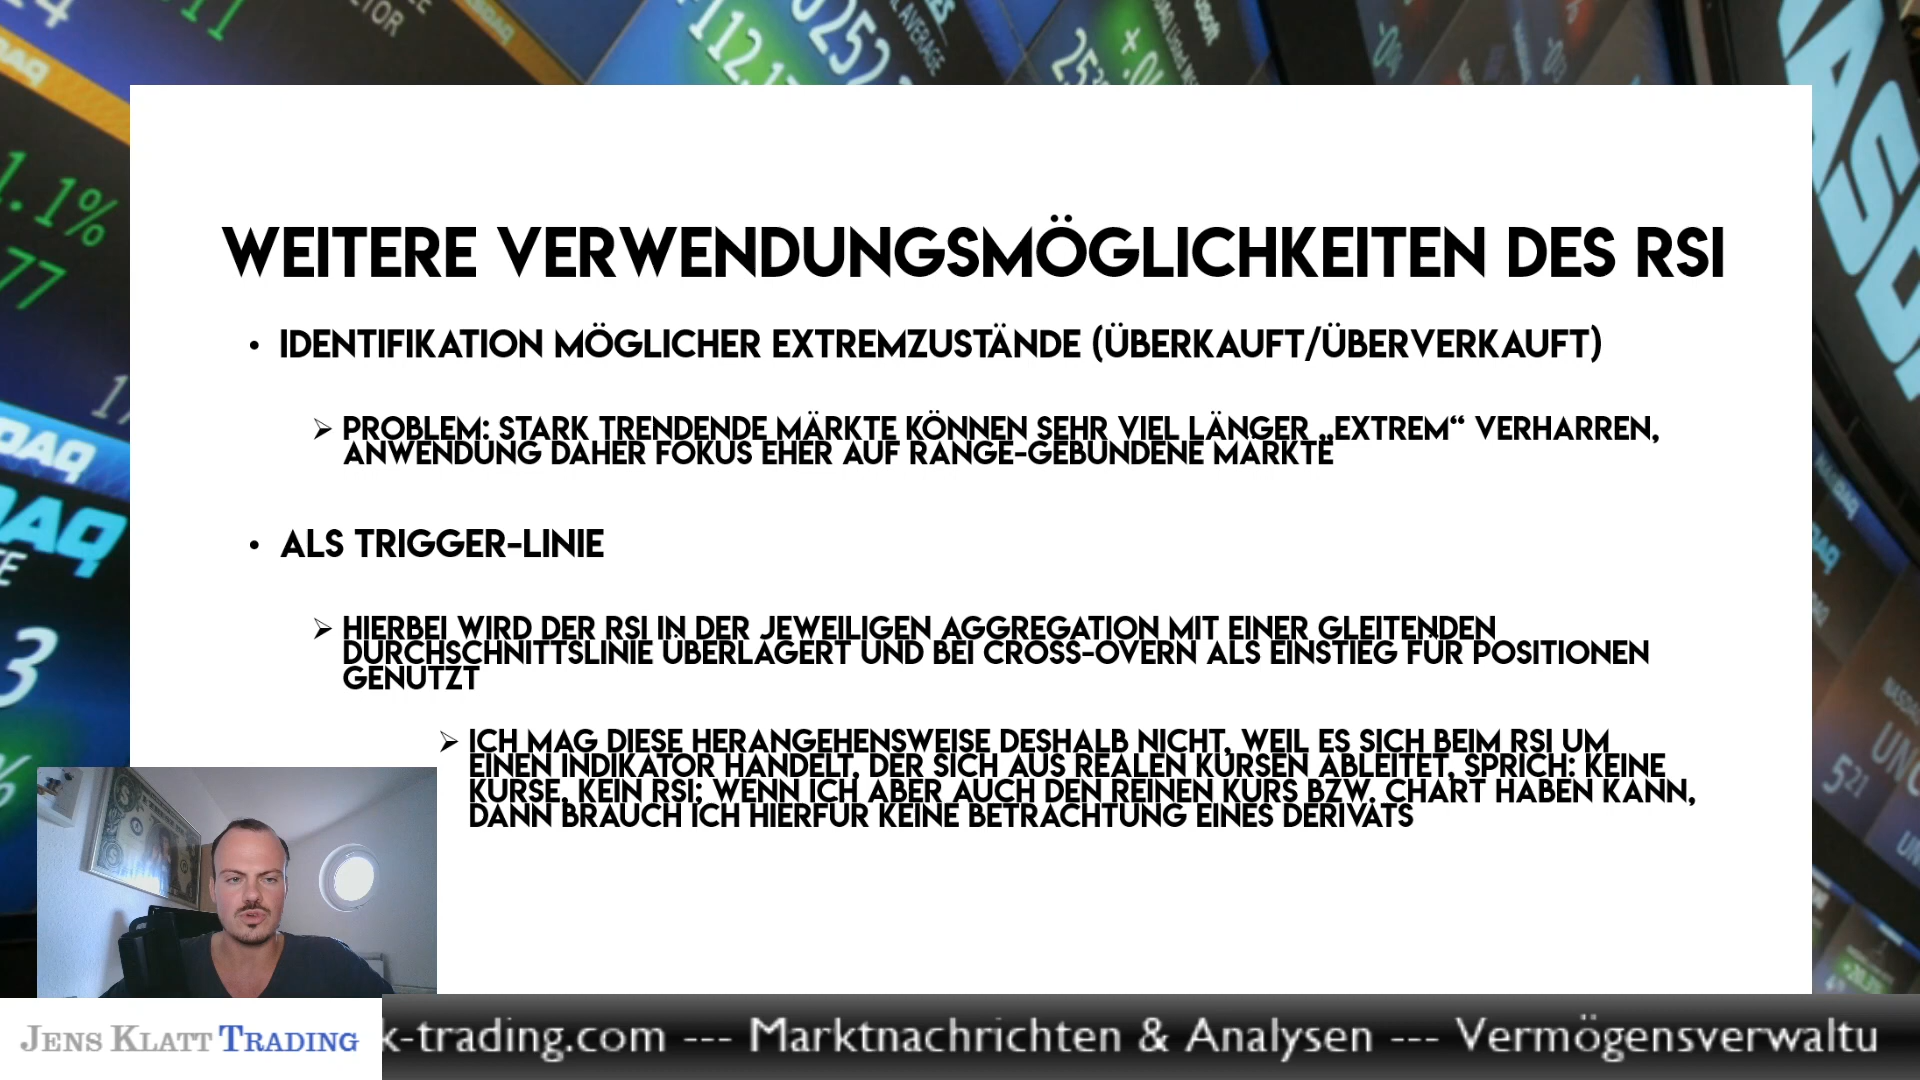 WEITERE VERWENDUNGSMÖGLICHKEITEN DES RSI
• IDENTIFIKATION MÖGLICHER EXTREMZUSTÄNDE (ÜBERKAUFT/ÜBERVERKAUFT)
➢ PROBLEM: STARK TRENDENDE MÄRKTE KÖNNEN SEHR VIEL LÄNGER „EXTREM“ VERHARREN,
ANWENDUNG DAHER FOKUS EHER AUF RANGE-GEBUNDENE MÄRKTE
• ALS TRIGGER-LINIE
➢ HIERBEI WIRD DER RSI IN DER JEWEILIGEN AGGREGATION MIT EINER GLEITENDEN
DURCHSCHNITTSLINIE ÜBERLAGERT UND BEI CROSS-OVERN ALS EINSTIEG FÜR POSITIONEN
GENUTZT
➢ ICH MAG DIESE HERANGEHENSWEISE DESHALB NICHT, WEIL ES SICH BEIM RSI UM
EINEN INDIKATOR HANDELT, DER SICH AUS REALEN KURSEN ABLEITET, SPRICH: KEINE
KURSE, KEIN RSI; WENN ICH ABER AUCH DEN REINEN KURS BZW. CHART HABEN KANN,
DANN BRAUCH ICH HIERFÜR KEINE BETRACHTUNG EINES DERIVATS
JENS KLATT TRADING
k-trading.com --- Marktnachrichten & Analysen --- Vermögensverwaltu